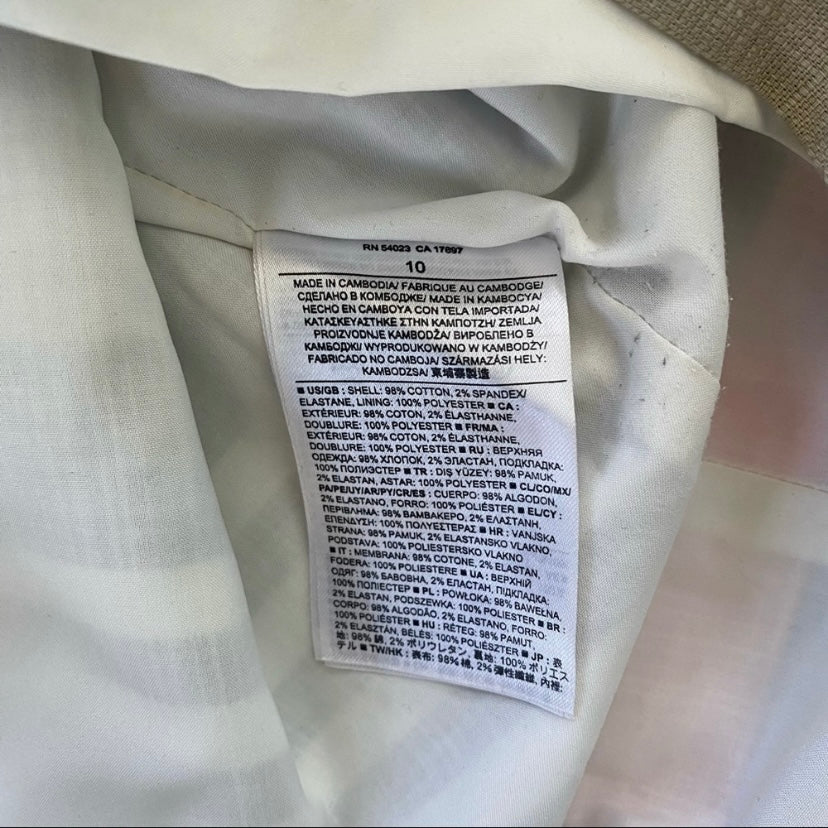 RN 54023 CA 17897
10
MADE IN CAMBODIA/ FABRIQUE AU CAMBODGE/
СДЕЛАНО В КОМБОДЖЕ/ MADE IN KAMBOCYA/
HECHO EN CAMBOYA CON TELA IMPORTADA/
ΚΑΤΑΣΚΕΥΑΣΤΗΚΕ ΣΤΗΝ ΚΑΜΠΟΤΖΗ/ ZEMLJA
PROIZVODNJE KAMBODŽA/ ВИРОБЛЕНО В
КАМБОДЖІ/ WYPRODUKOWANO W KAMBODŻY/
FABRICADO NO CAMBOJA/ SZÁRMAZÁSI HELY:
KAMBODZSA/ 柬埔寨製造
■ US/GB : SHELL: 98% COTTON, 2% SPANDEX/
ELASTANE, LINING: 100% POLYESTER ■ CA :
EXTÉRIEUR: 98% COTON, 2% ÉLASTHANNE,
DOUBLURE: 100% POLYESTER ■ FR/MA :
EXTÉRIEUR: 98% COTON, 2% ÉLASTHANNE,
DOUBLURE: 100% POLYESTER ■ RU : ВЕРХНЯЯ
ОДЕЖДА: 98% ХЛОПОК, 2% ЭЛАСТАН, ПОДКЛАДКА:
100% ПОЛИЭСТЕР ■ TR : DIŞ YÜZEY: 98% PAMUK,
2% ELASTAN, ASTAR: 100% POLYESTER ■ CL/CO/MX/
PA/PE/UY/AR/PY/CR/ES : CUERPO: 98% ALGODON,
2% ELASTANO, FORRO: 100% POLIÉSTER ■ EL/CY :
ΠΕΡΙΒΛΗΜΑ: 98% ΒΑΜΒΑΚΕΡΟ, 2% ΕΛΑΣΤΑΝΗ,
ΕΠΕΝΔΥΣΗ: 100% ΠΟΛΥΕΣΤΕΡΑΣ ■ HR : VANJSKA
STRANA: 98% PAMUK, 2% ELASTANSKO VLAKNO,
PODSTAVA: 100% POLIESTERSKO VLAKNO
■ IT : MEMBRANA: 98% COTONE, 2% ELASTAN,
FODERA: 100% POLIESTERE ■ UA : ВЕРХНІЙ
ОДЯГ: 98% БАВОВНА, 2% ЕЛАСТАН, ПІДКЛАДКА:
100% ПОЛІЕСТЕР ■ PL : POWŁOKA: 98% BAWEŁNA,
2% ELASTAN, PODSZEWKA: 100% POLIESTER ■ BR :
CORPO: 98% ALGODÃO, 2% ELASTANO, FORRO:
100% POLIÉSTER ■ HU : RÉTEG: 98% PAMUT,
2% ELASZTÁN, BÉLÉS: 100% POLIÉSZTER ■ JP : 表
地: 98% 綿, 2% ポリウレタン, 裏地: 100% ポリエス
テル ■ TW/HK : 表布: 98% 棉, 2% 彈性纖維, 內裡: